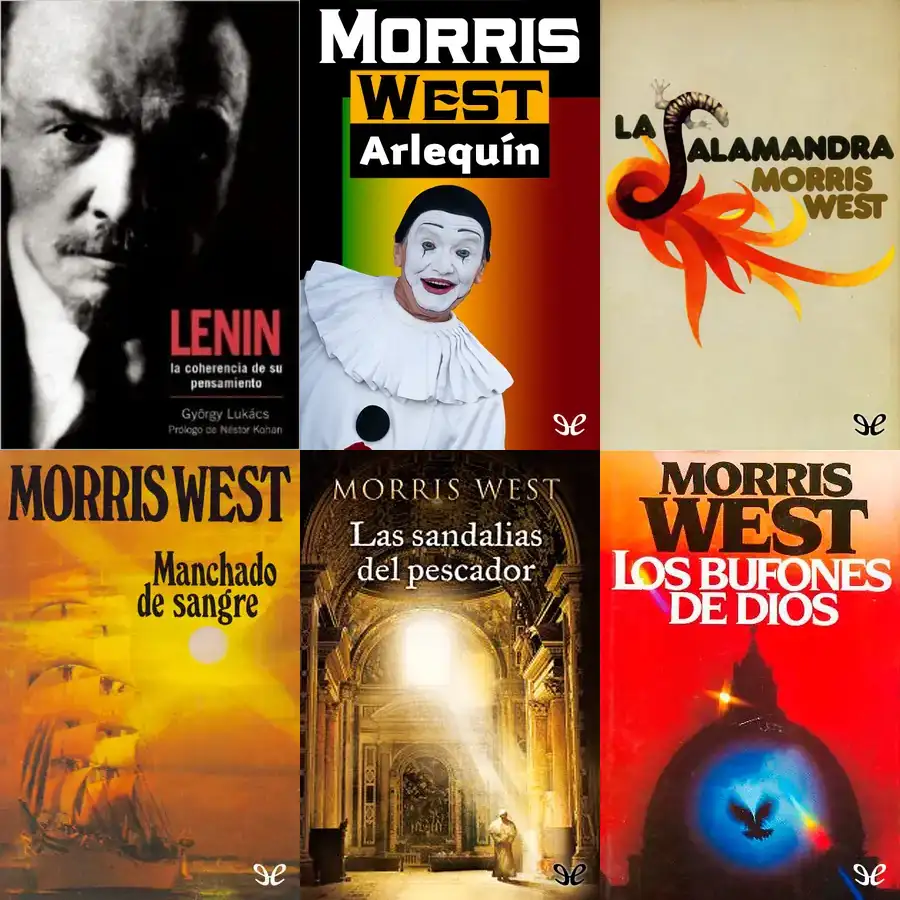 LENIN
la coherencia de su
pensamiento
György Lukács
Prólogo de Néstor Kohan
MORRIS
WEST
Arlequín
LA
SALAMANDRA
MORRIS
WEST
MORRIS WEST
Manchado
de sangre
MORRIS WEST
Las sandalias
del pescador
MORRIS
WEST
LOS BUFONES
DE DIOS